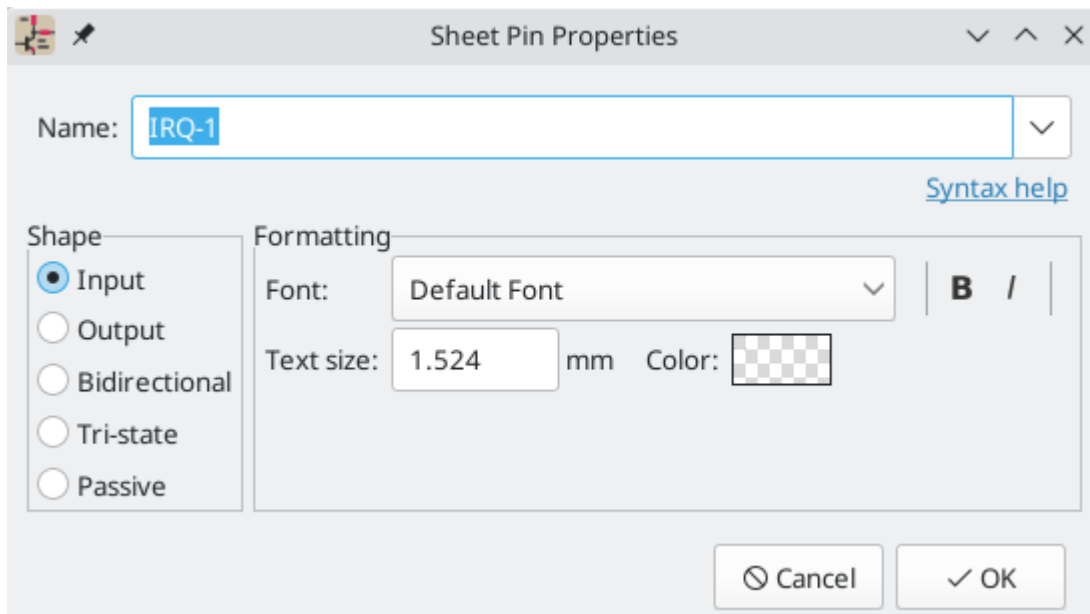 Sheet Pin Properties
Name: IRQ-1
Syntax help
Shape
Input
Output
Bidirectional
Tri-state
Passive
Formatting
Font: Default Font B I
Text size: 1.524 mm Color:
Cancel OK